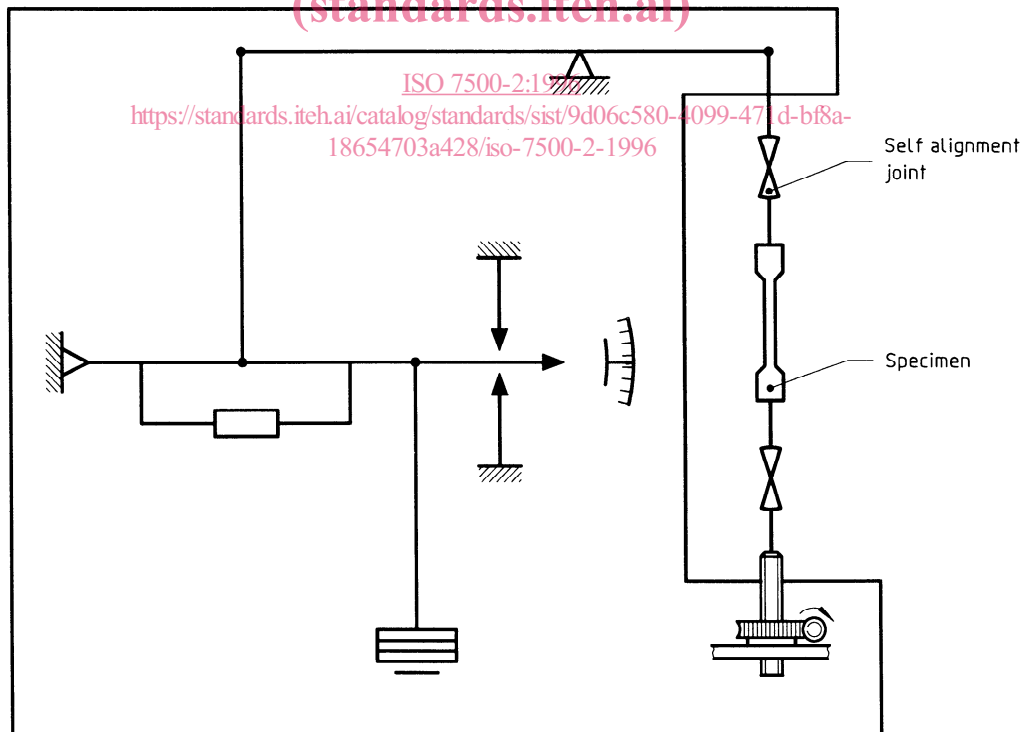 (standards.iteh.ai)
ISO 7500-2:1996
https://standards.iteh.ai/catalog/standards/sist/9d06c580-4099-471d-bf8a-
18654703a428/iso-7500-2-1996
Self alignment
joint
Specimen